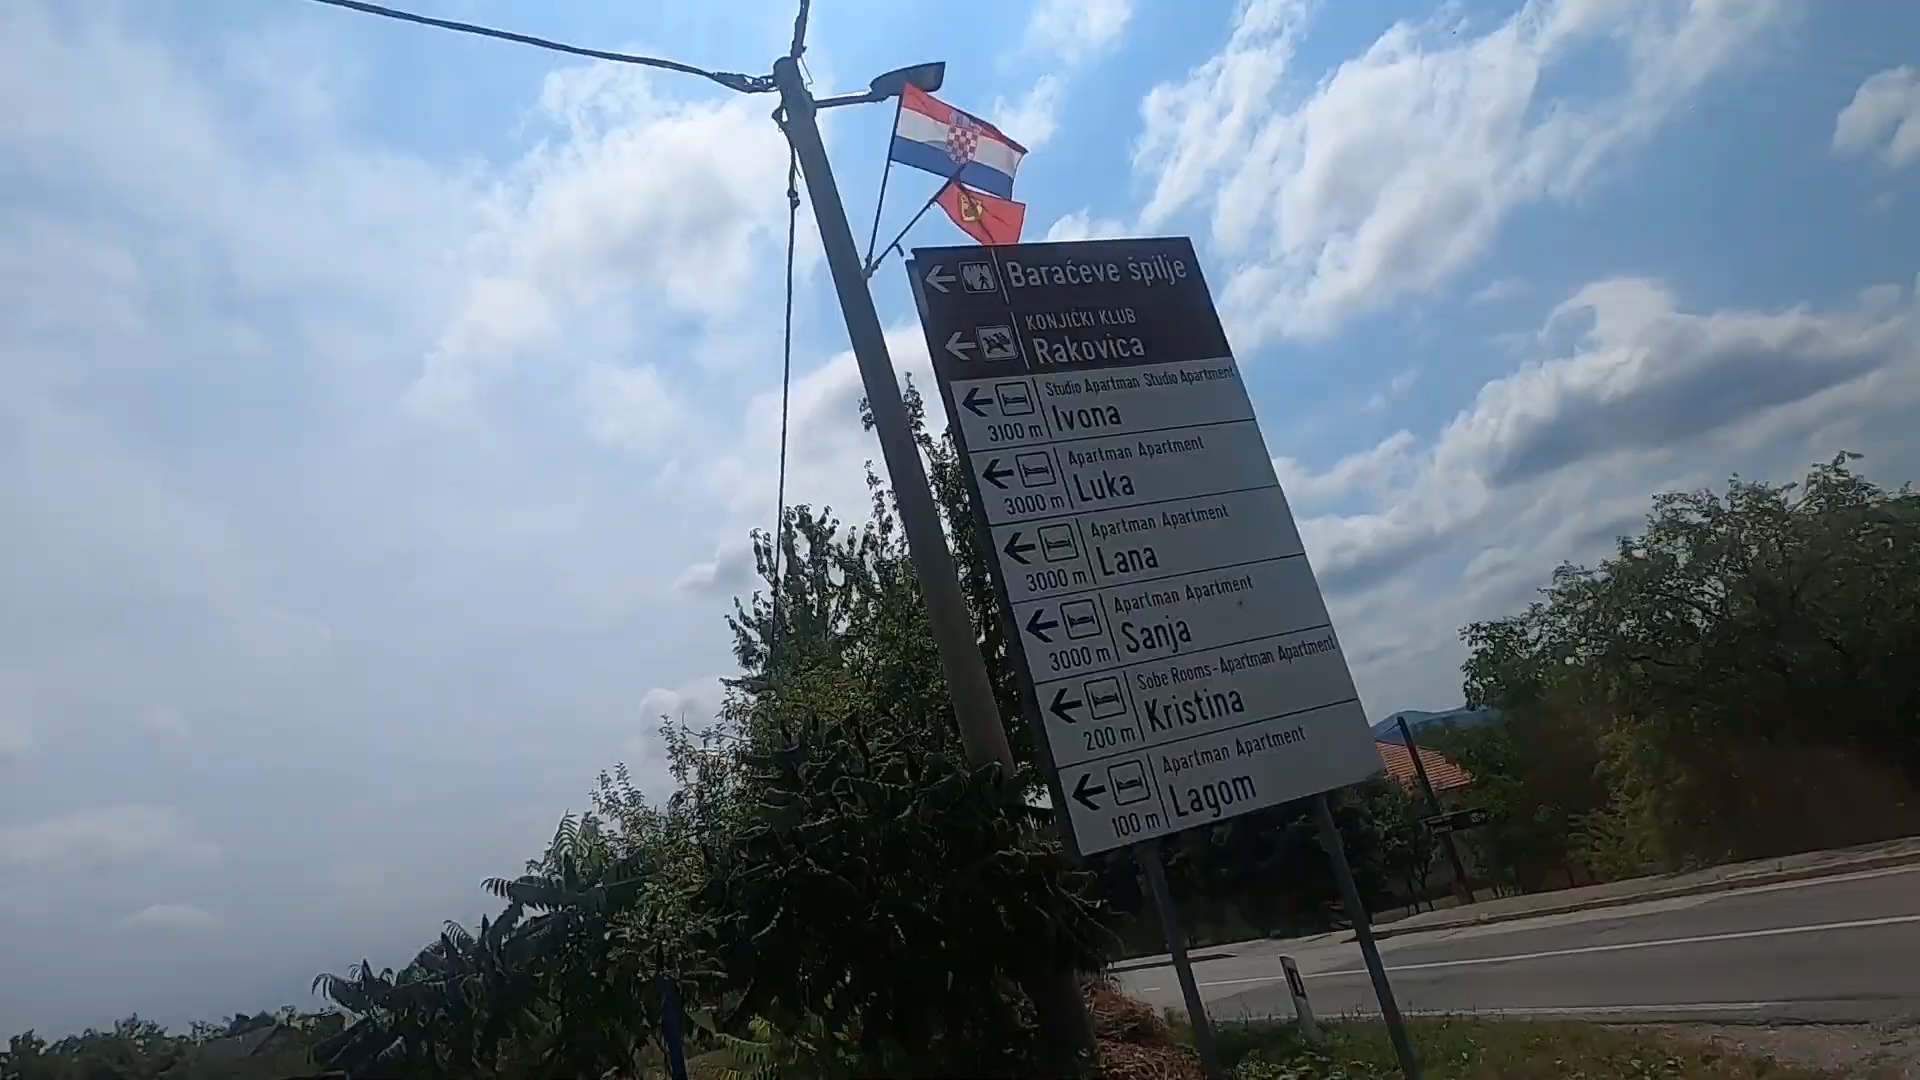 Baraćeve špilje
KONJIČKI KLUB
Rakovica
Studio Apartman Studio Apartment
Ivona
3100 m
Apartman Apartment
Luka
3000 m
Apartman Apartment
Lana
3000 m
Apartman Apartment
Sanja
3000 m
Sobe Rooms-Apartman Apartment
Kristina
200 m
Apartman Apartment
Lagom
100 m